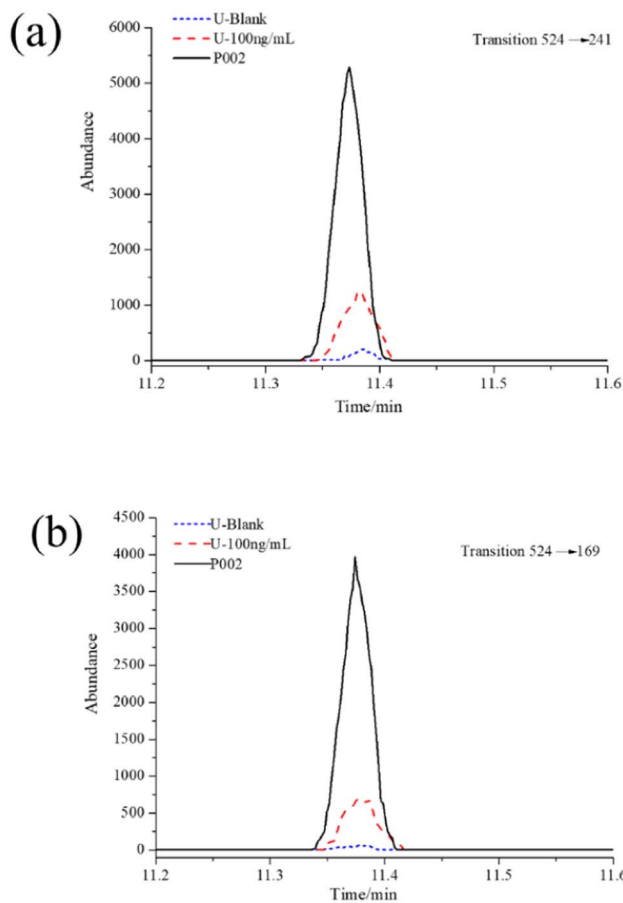 (a)
U-Blank
U-100ng/mL
P002
Transition 524 →241
Abundance
6000
5000
4000
3000
2000
1000
0
11.2 11.3 11.4 11.5 11.6
Time/min
(b)
U-Blank
U-100ng/mL
P002
Transition 524 →169
Abundance
4500
4000
3500
3000
2500
2000
1500
1000
500
0
11.2 11.3 11.4 11.5 11.6
Time/min